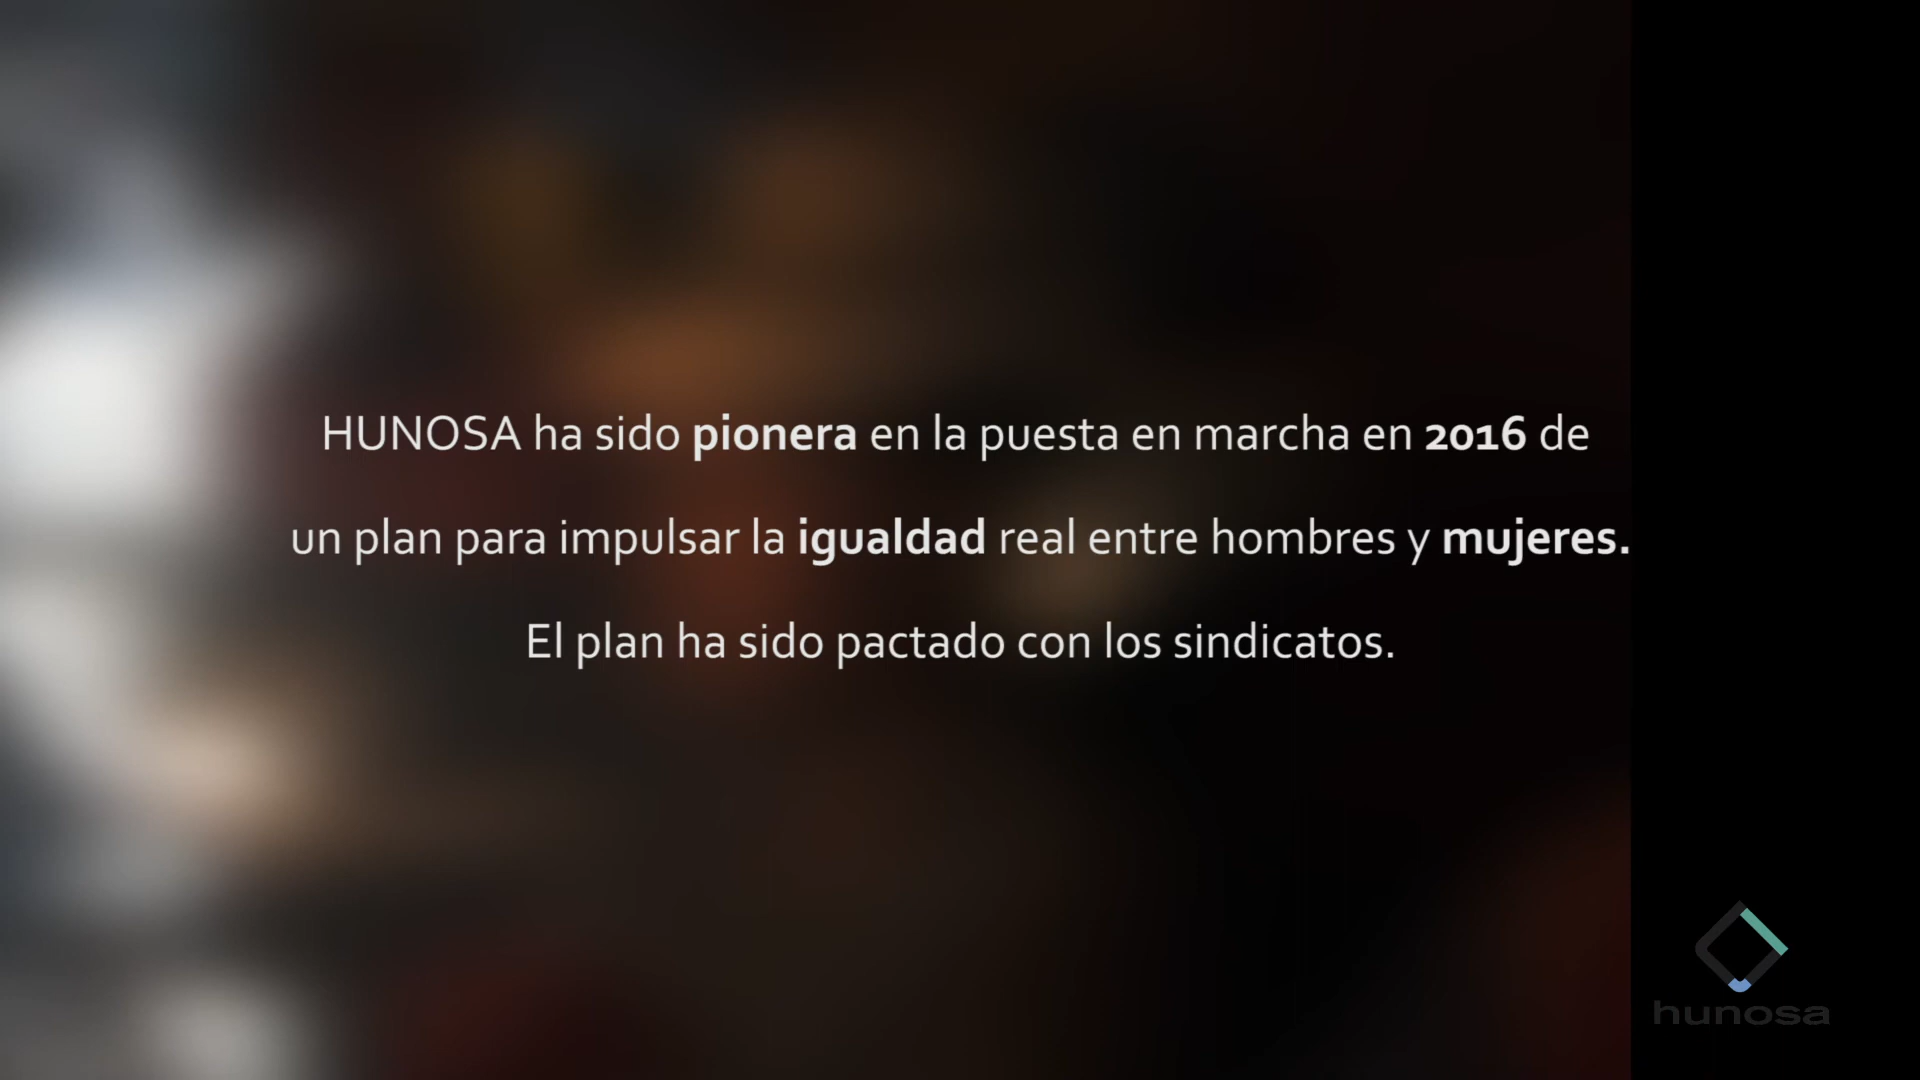 HUNOSA ha sido pionera en la puesta en marcha en 2016 de
un plan para impulsar la igualdad real entre hombres y mujeres.
El plan ha sido pactado con los sindicatos.
hunosa